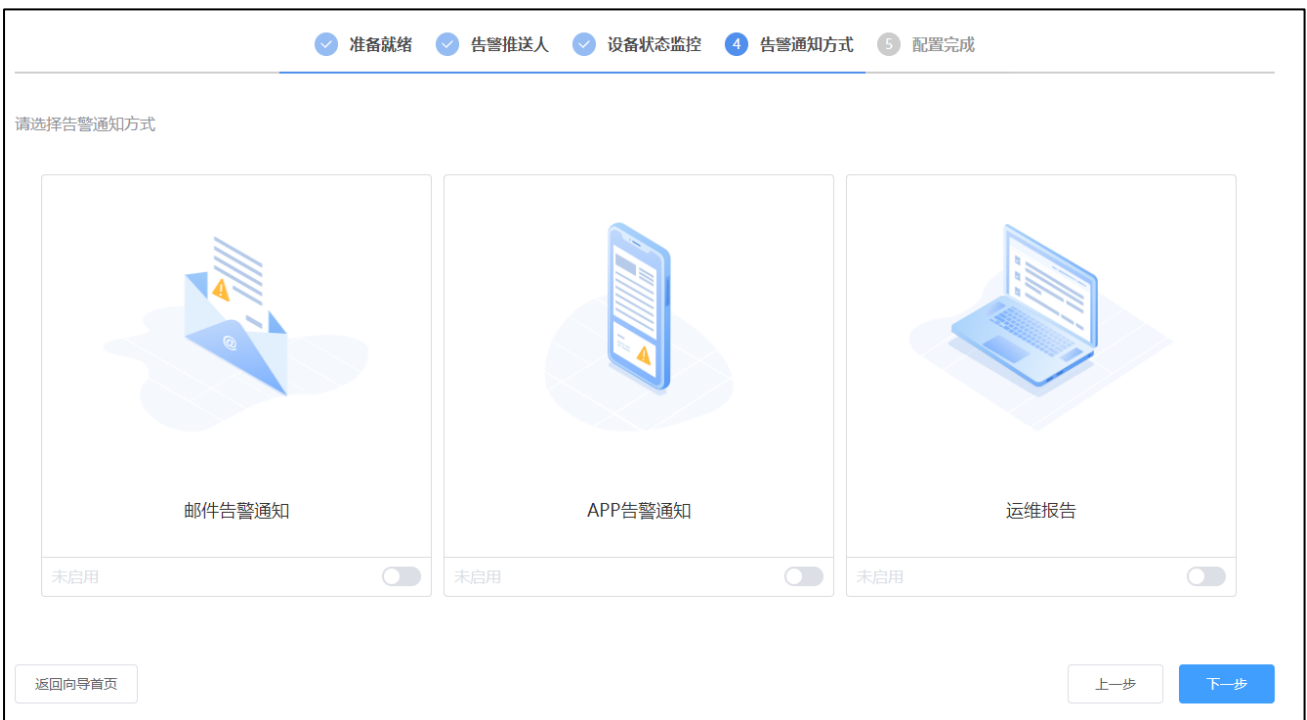 准备就绪 告警推送人 设备状态监控 4 告警通知方式 5 配置完成
请选择告警通知方式
@
邮件告警通知 APP告警通知 运维报告
未启用 未启用 未启用
返回向导首页 上一步 下一步